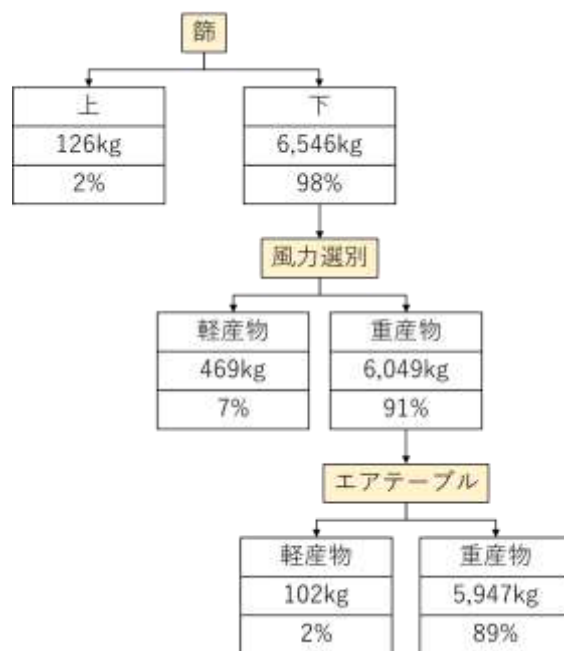 篩
上
126kg
2%
下
6,546kg
98%
風力選別
軽産物
469kg
7%
重産物
6,049kg
91%
エアテーブル
軽産物
102kg
2%
重産物
5,947kg
89%